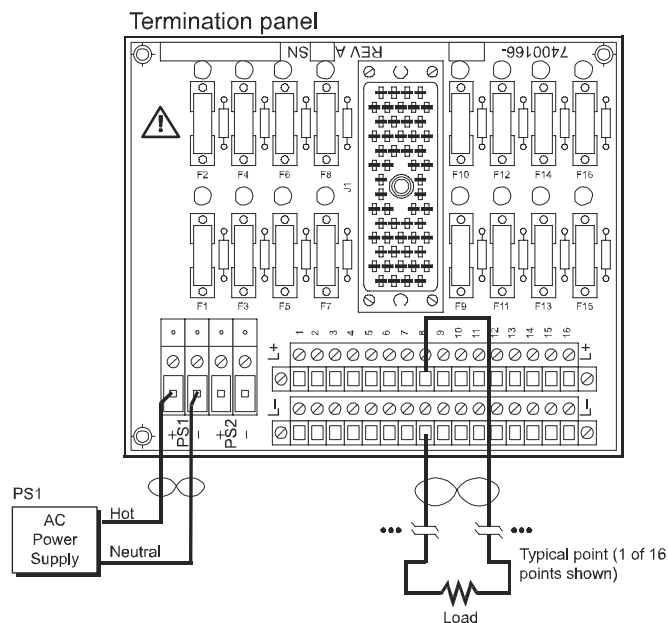 Termination panel
7400166-
REV A
SN
F2 F4 F6 F8
F10 F12 F14 F16
J1
F1 F3 F5 F7
F9 F11 F13 F15
1 2 3 4 5 6 7 8 9 10 11 12 13 14 15 16
L+
L+
L−
L−
+ − + −
PS1 PS2
PS1
AC
Power
Supply
Hot
Neutral
•••
•••
Typical point (1 of 16
points shown)
Load